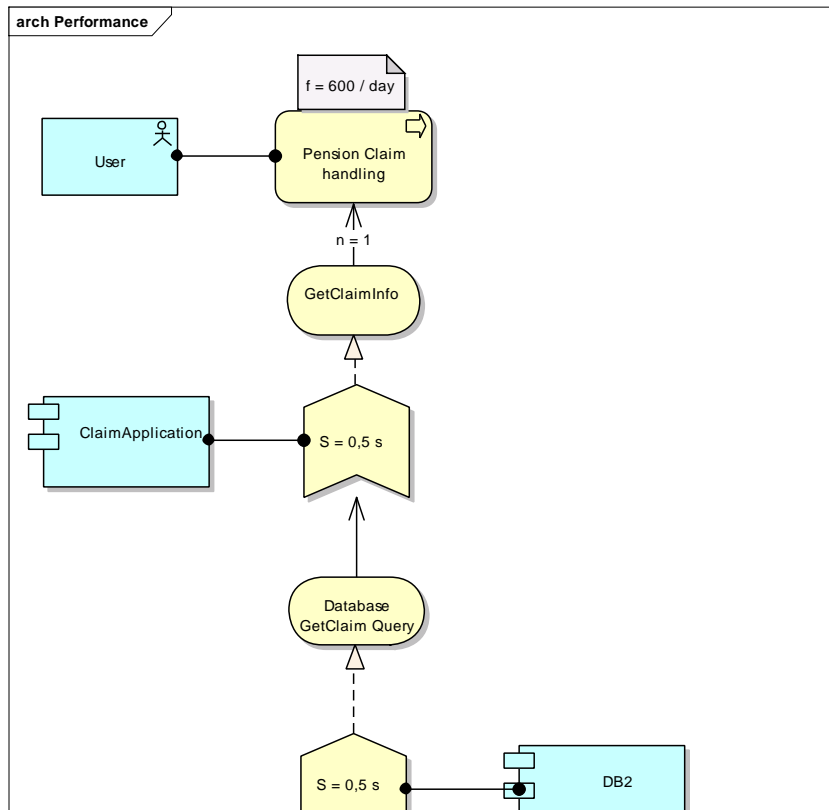 arch Performance
f = 600 / day
User
Pension Claim
handling
n = 1
GetClaimInfo
ClaimApplication
S = 0,5 s
Database
GetClaim Query
S = 0,5 s
DB2